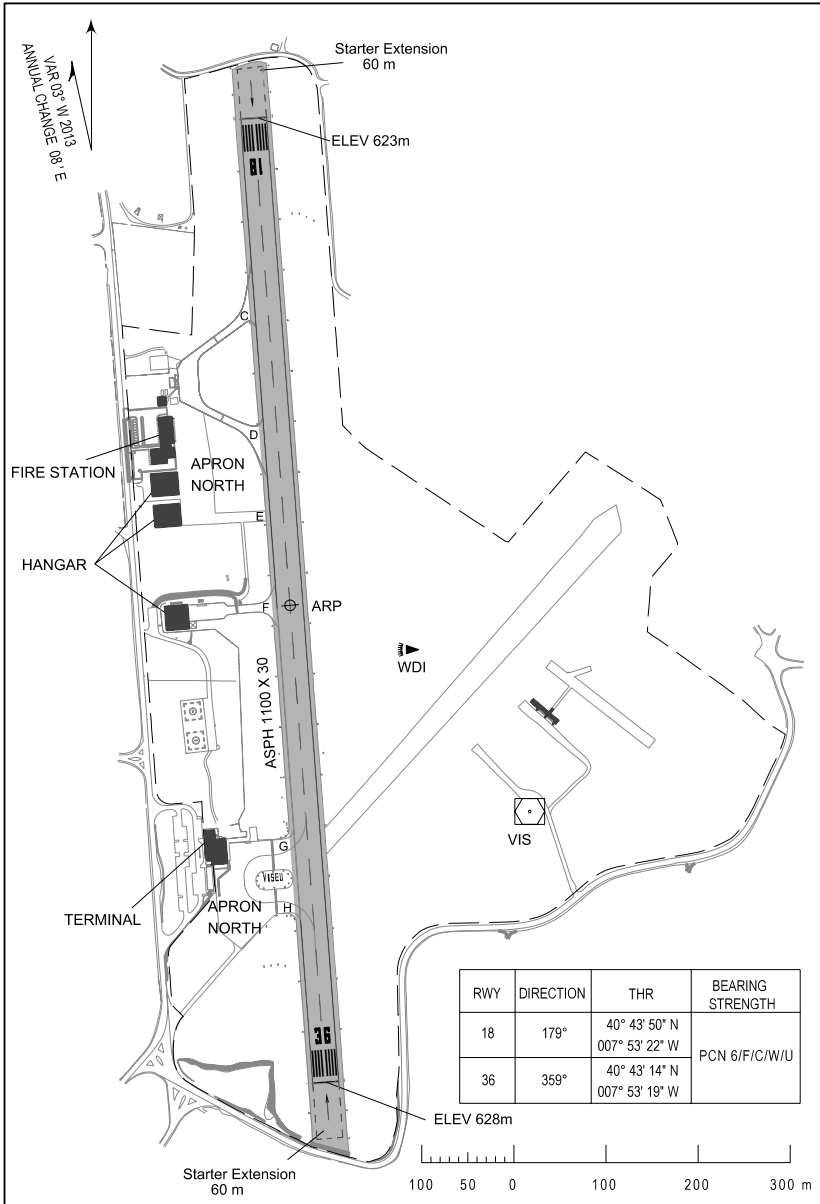 Starter Extension
60 m
VAR 03° W 2013
ANNUAL CHANGE 08' E
ELEV 623m
18
C
D
FIRE STATION
APRON
NORTH
E
HANGAR
F
ARP
WDI
ASPH 1100 X 30
G
VIS
VISEU
TERMINAL
APRON
NORTH
H
36
RWY DIRECTION THR BEARING STRENGTH
18 179° 40° 43' 50" N 007° 53' 22" W PCN 6/F/C/W/U
36 359° 40° 43' 14" N 007° 53' 19" W
ELEV 628m
Starter Extension
60 m
100 50 0 100 200 300 m